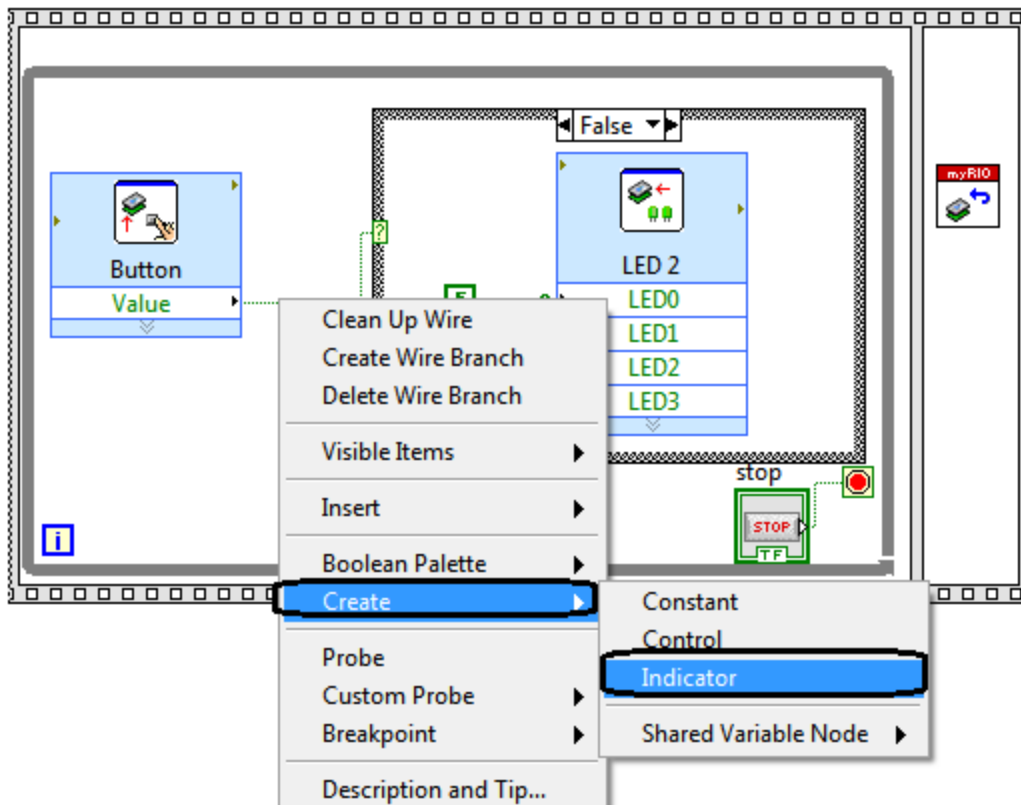 False
myRIO
Button
Value
?
LED 2
LED0
LED1
LED2
LED3
Clean Up Wire
Create Wire Branch
Delete Wire Branch
Visible Items
Insert
Boolean Palette
Create
Probe
Custom Probe
Breakpoint
Description and Tip...
stop
STOP
TF
i
Constant
Control
Indicator
Shared Variable Node